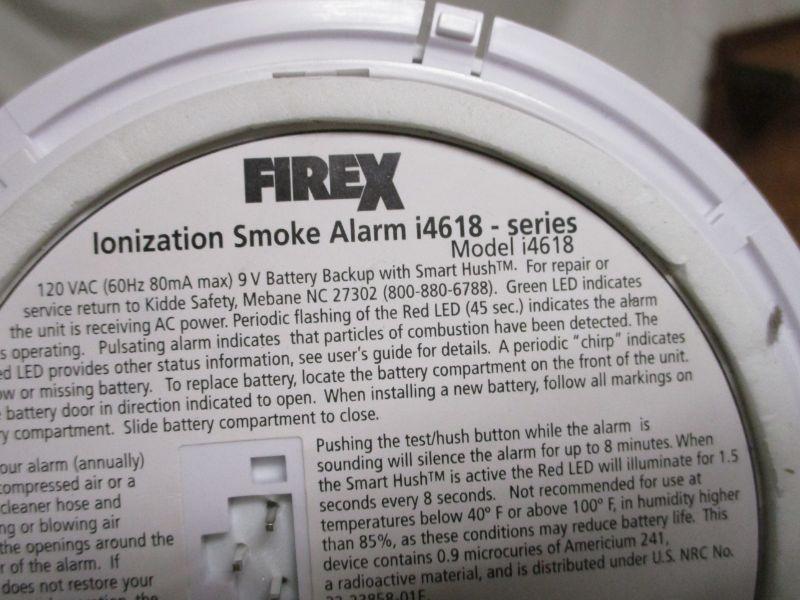 FIREX
Ionization Smoke Alarm i4618 - series
Model i4618
120 VAC (60Hz 80mA max) 9 V Battery Backup with Smart Hush™. For repair or
service return to Kidde Safety, Mebane NC 27302 (800-880-6788). Green LED indicates
the unit is receiving AC power. Periodic flashing of the Red LED (45 sec.) indicates the alarm
s operating. Pulsating alarm indicates that particles of combustion have been detected. The
ed LED provides other status information, see user's guide for details. A periodic "chirp" indicates
ow or missing battery. To replace battery, locate the battery compartment on the front of the unit.
battery door in direction indicated to open. When installing a new battery, follow all markings on
ry compartment. Slide battery compartment to close.
our alarm (annually)
compressed air or a
cleaner hose and
ng or blowing air
the openings around the
r of the alarm. If
does not restore your
the
Pushing the test/hush button while the alarm is
sounding will silence the alarm for up to 8 minutes. When
the Smart Hush™ is active the Red LED will illuminate for 1.5
seconds every 8 seconds. Not recommended for use at
temperatures below 40° F or above 100° F, in humidity higher
than 85%, as these conditions may reduce battery life. This
device contains 0.9 microcuries of Americium 241,
a radioactive material, and is distributed under U.S. NRC No.
32-23858-01E.